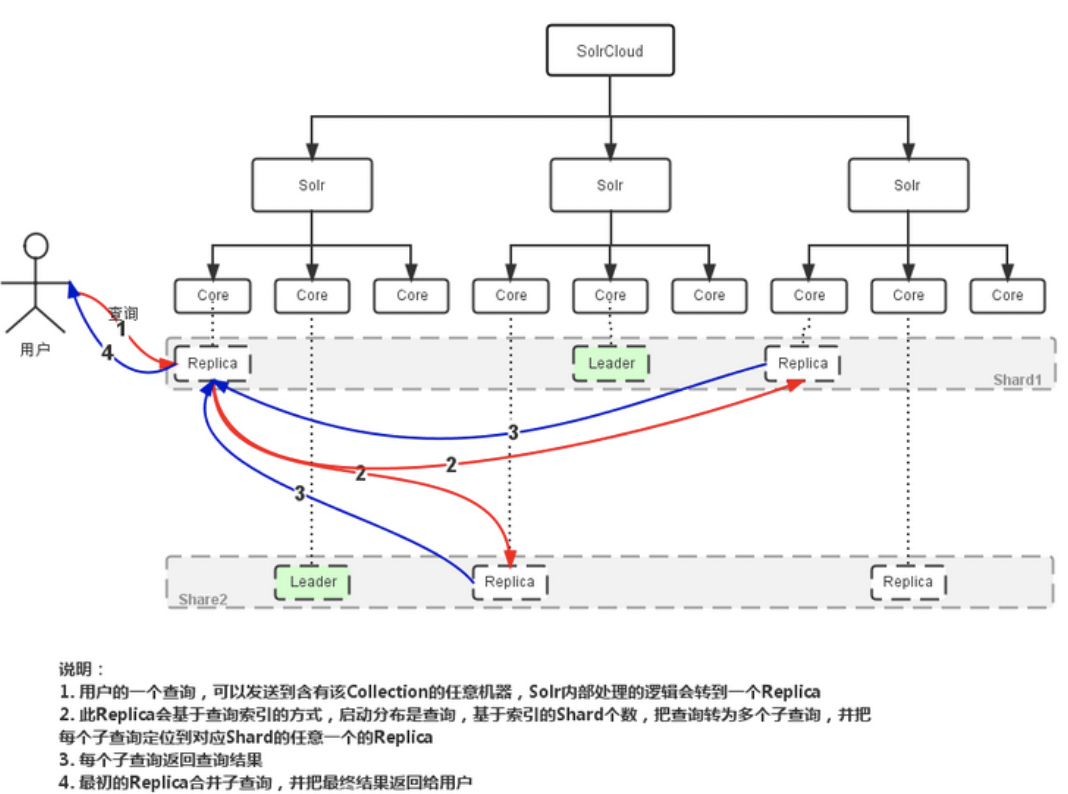 SolrCloud
Solr
Solr
Solr
Core
Core
Core
Core
Core
Core
Core
Core
Core
查询
1
4
用户
Replica
Leader
Replica
Shard1
3
2
2
3
Leader
Replica
Replica
Share2
说明：
1. 用户的一个查询，可以发送到含有该Collection的任意机器，Solr内部处理的逻辑会转到一个Replica
2. 此Replica会基于查询索引的方式，启动分布是查询，基于索引的Shard个数，把查询转为多个子查询，并把
每个子查询定位到对应Shard的任意一个的Replica
3. 每个子查询返回查询结果
4. 最初的Replica合并子查询，并把最终结果返回给用户